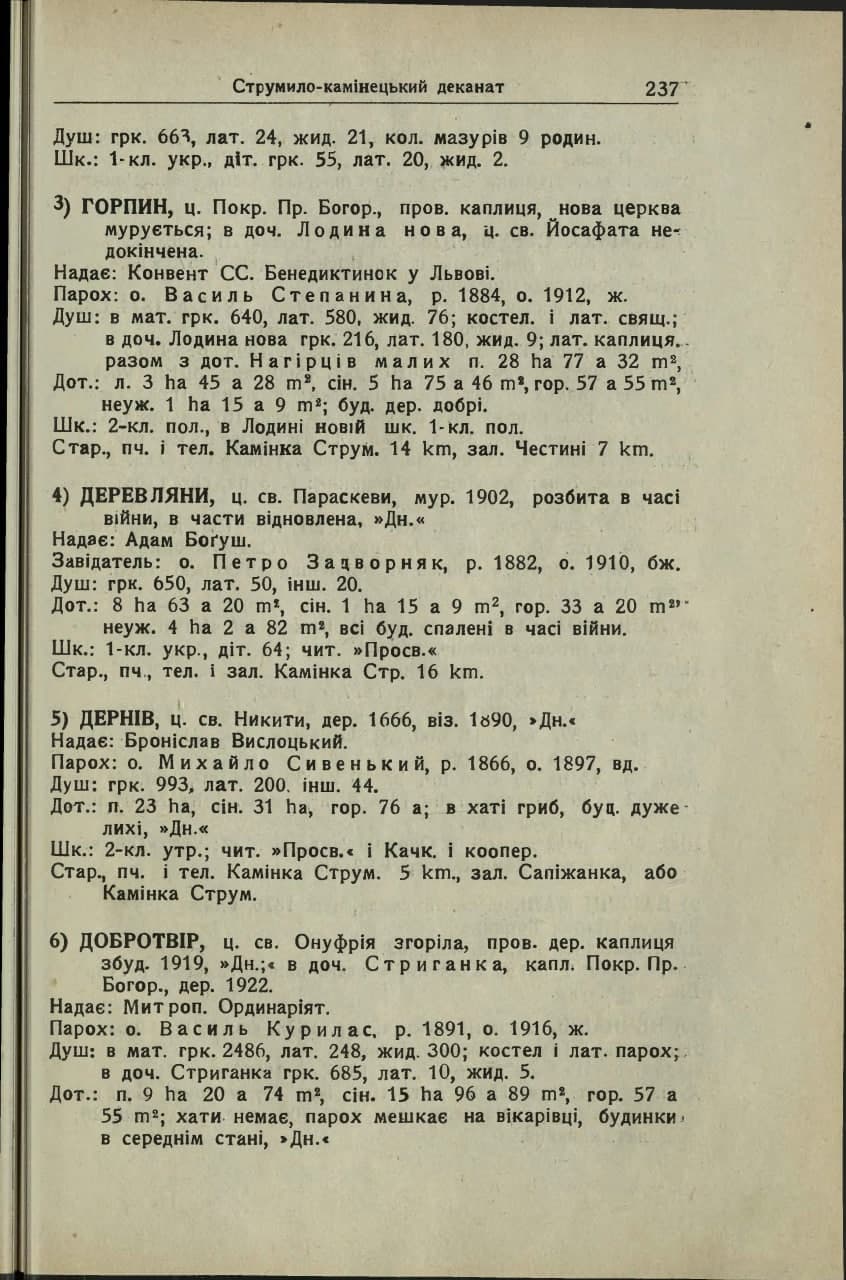 Струмило-камінецький деканат 237
Душ: грк. 663, лат. 24, жид. 21, кол. мазурів 9 родин.
Шк.: 1-кл. укр., діт. грк. 55, лат. 20, жид. 2.
3) ГОРПИН, ц. Покр. Пр. Богор., пров. каплиця, нова церква
мурується; в доч. Лодина нова, ц. св. Йосафата не-
докінчена.
Надає: Конвент СС. Бенедиктинок у Львові.
Парох: о. Василь Степанина, р. 1884, о. 1912, ж.
Душ: в мат. грк. 640, лат. 580, жид. 76; костел. і лат. свящ.;
в доч. Лодина нова грк. 216, лат. 180, жид. 9; лат. каплиця.
разом з дот. Нагірців малих п. 28 ha 77 a 32 m²,
Дот.: л. 3 ha 45 a 28 m², сін. 5 ha 75 a 46 m², гор. 57 a 55 m²,
неуж. 1 ha 15 a 9 m²; буд. дер. добрі.
Шк.: 2-кл. пол., в Лодині новій шк. 1-кл. пол.
Стар., пч. і тел. Камінка Струм. 14 km, зал. Честині 7 km.
4) ДЕРЕВЛЯНИ, ц. св. Параскеви, мур. 1902, розбита в часі
війни, в части відновлена, »Дн.«
Надає: Адам Боґуш.
Завідатель: о. Петро Зацворняк, р. 1882, о. 1910, бж.
Душ: грк. 650, лат. 50, інш. 20.
Дот.: 8 ha 63 a 20 m², сін. 1 ha 15 a 9 m², гор. 33 a 20 m²,
неуж. 4 ha 2 a 82 m², всі буд. спалені в часі війни.
Шк.: 1-кл. укр., діт. 64; чит. »Просв.«
Стар., пч., тел. і зал. Камінка Стр. 16 km.
5) ДЕРНІВ, ц. св. Никити, дер. 1666, віз. 1890, »Дн.«
Надає: Броніслав Вислоцький.
Парох: о. Михайло Сивенький, р. 1866, о. 1897, вд.
Душ: грк. 993, лат. 200. інш. 44.
Дот.: п. 23 ha, сін. 31 ha, гор. 76 a; в хаті гриб, буд. дуже
лихі, »Дн.«
Шк.: 2-кл. утр.; чит. »Просв.« і Качк. і коопер.
Стар., пч. і тел. Камінка Струм. 5 km., зал. Сапіжанка, або
Камінка Струм.
6) ДОБРОТВІР, ц. св. Онуфрія згоріла, пров. дер. каплиця
збуд. 1919, »Дн.;« в доч. Стриганка, капл. Покр. Пр.
Богор., дер. 1922.
Надає: Митроп. Ординаріят.
Парох: о. Василь Курилас, р. 1891, о. 1916, ж.
Душ: в мат. грк. 2486, лат. 248, жид. 300; костел і лат. парох;
в доч. Стриганка грк. 685, лат. 10, жид. 5.
Дот.: п. 9 ha 20 a 74 m², сін. 15 ha 96 a 89 m², гор. 57 a
55 m²; хати немає, парох мешкає на вікарівці, будинки
в середнім стані, »Дн.«